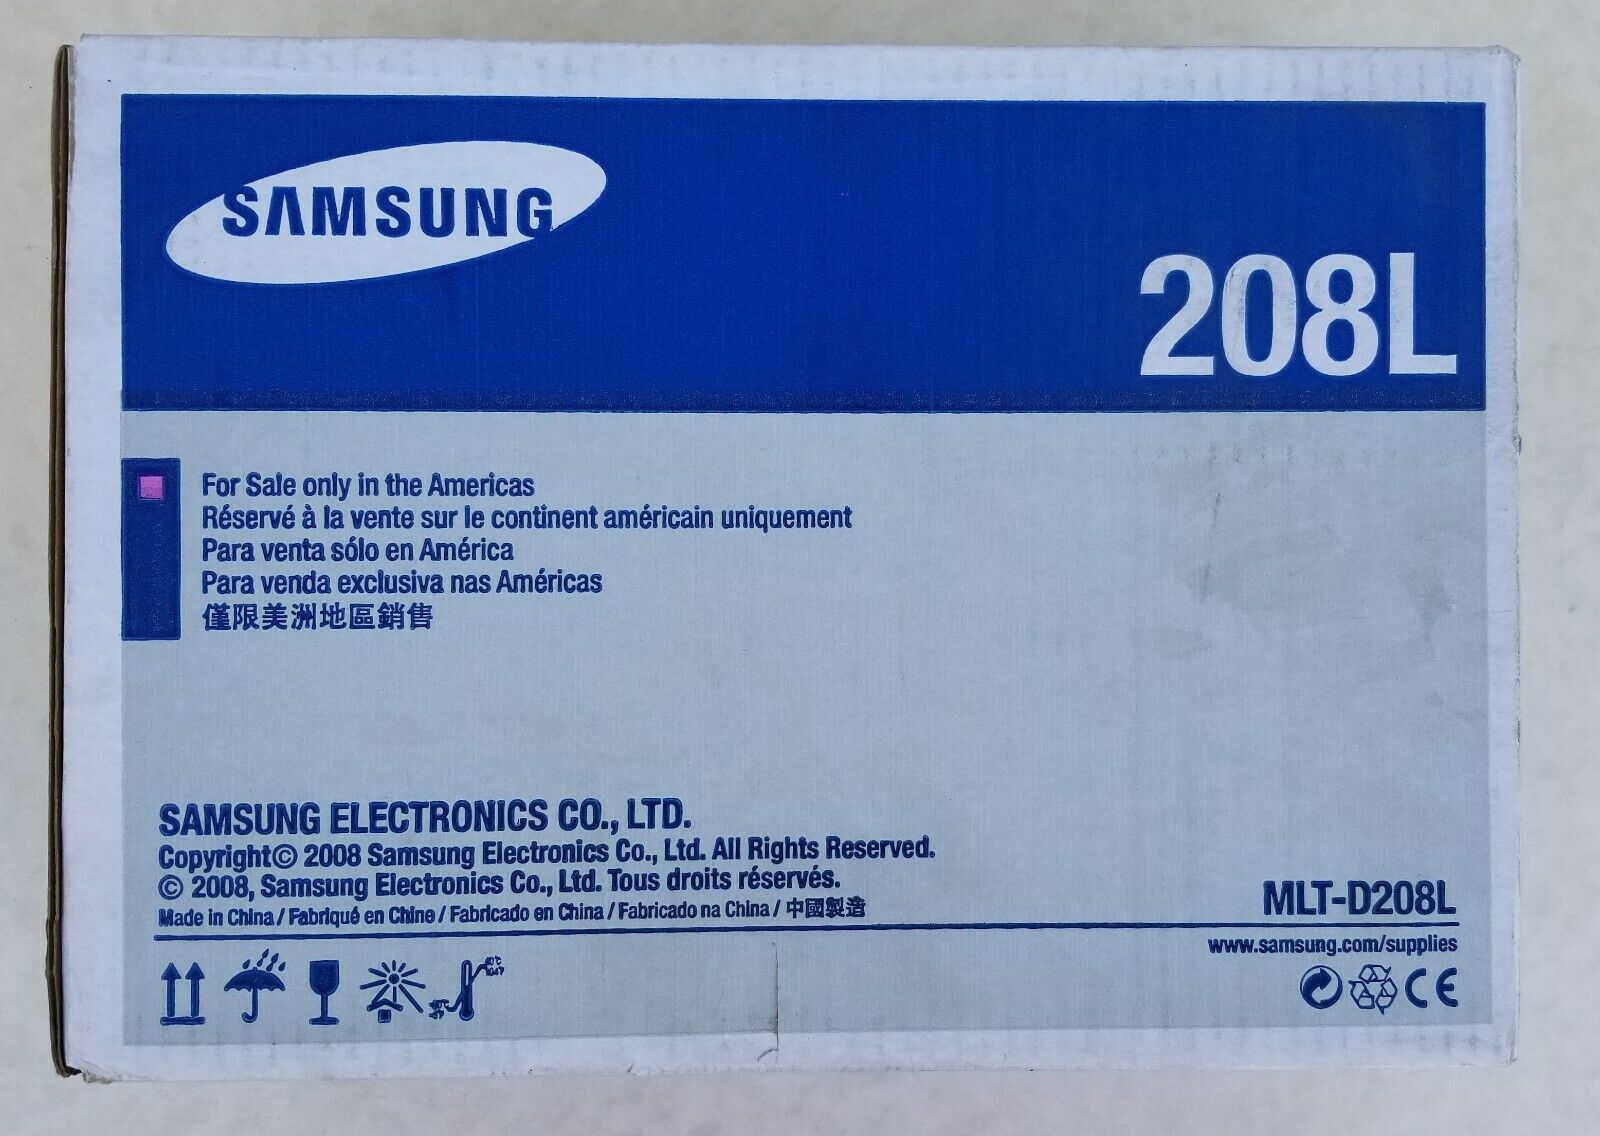 SAMSUNG
208L
For Sale only in the Americas
Réservé à la vente sur le continent américain uniquement
Para venta sólo en América
Para venda exclusiva nas Américas
僅限美洲地區銷售
SAMSUNG ELECTRONICS CO., LTD.
Copyright© 2008 Samsung Electronics Co., Ltd. All Rights Reserved.
© 2008, Samsung Electronics Co., Ltd. Tous droits réservés.
Made in China / Fabriqué en Chine / Fabricado en China / Fabricado na China / 中國製造
MLT-D208L
www.samsung.com/supplies
CE